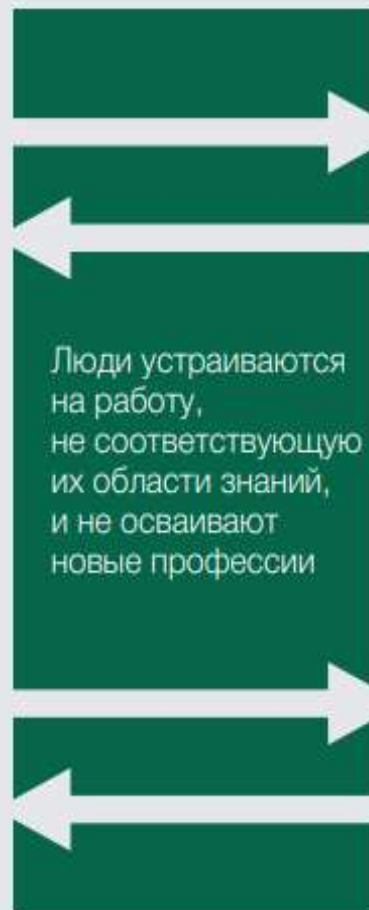 Люди устраиваются
на работу,
не соответствующую
их области знаний,
и не осваивают
новые профессии